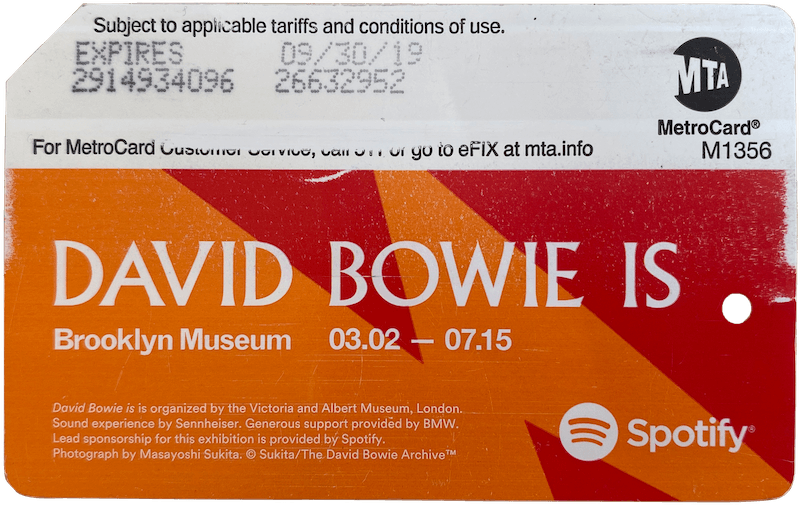 Subject to applicable tariffs and conditions of use.
EXPIRES 09/30/19
2914934096 26632952
MTA
MetroCard®
For MetroCard Customer Service, call 511 or go to eFIX at mta.info
M1356
DAVID BOWIE IS
Brooklyn Museum 03.02 — 07.15
David Bowie is is organized by the Victoria and Albert Museum, London.
Sound experience by Sennheiser. Generous support provided by BMW.
Lead sponsorship for this exhibition is provided by Spotify.
Photograph by Masayoshi Sukita. © Sukita/The David Bowie Archive™
Spotify®